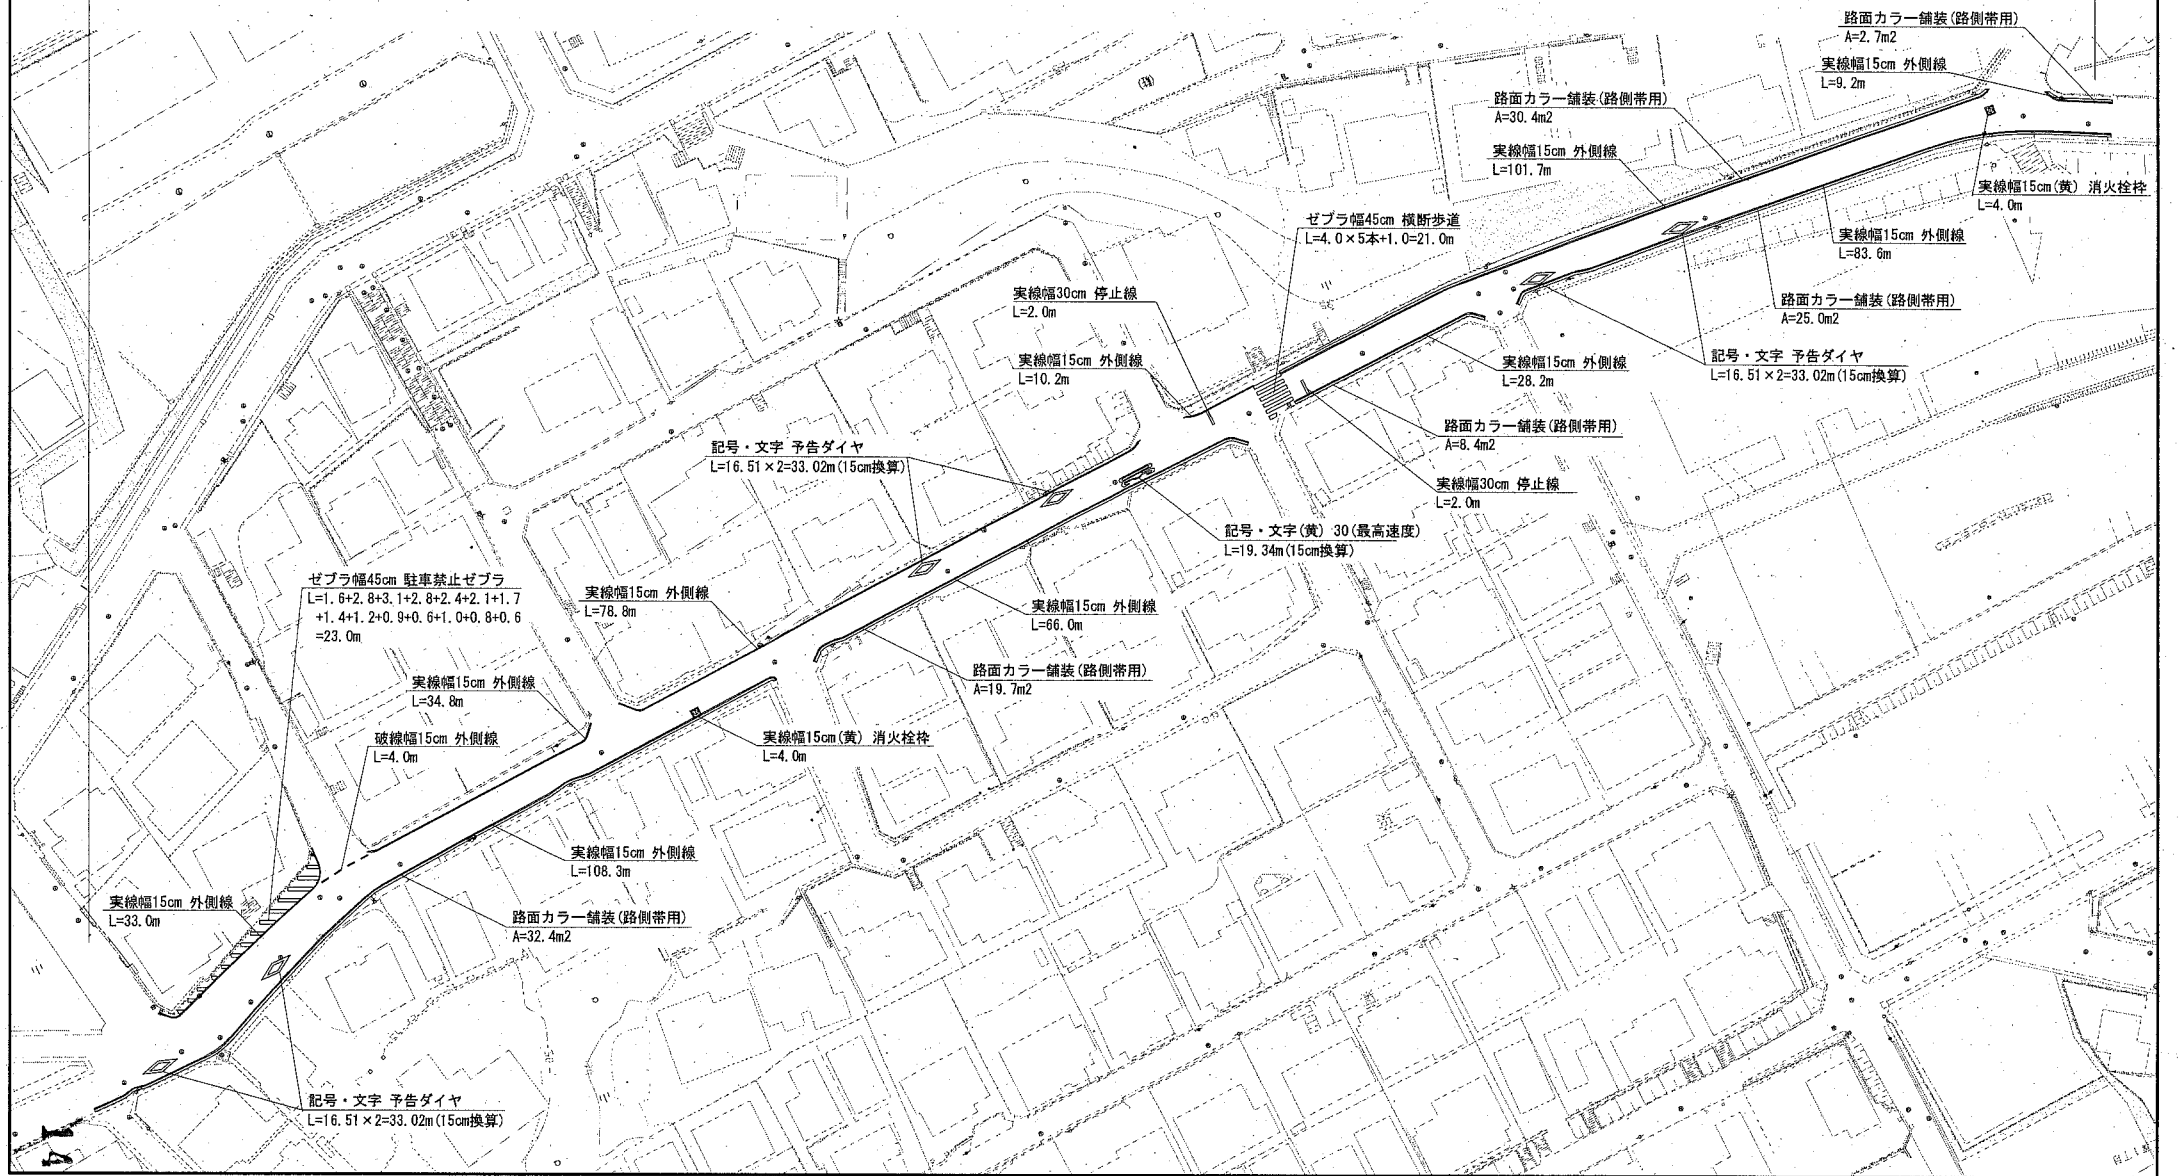 路面カラー舗装(路側帯用)
A=2.7m2
実線幅15cm 外側線
L=9.2m
路面カラー舗装(路側帯用)
A=30.4m2
実線幅15cm 外側線
L=101.7m
実線幅15cm(黄) 消火栓枠
L=4.0m
ゼブラ幅45cm 横断歩道
L=4.0×5本+1.0=21.0m
実線幅15cm 外側線
L=83.6m
実線幅30cm 停止線
L=2.0m
路面カラー舗装(路側帯用)
A=25.0m2
実線幅15cm 外側線
L=10.2m
実線幅15cm 外側線
L=28.2m
記号・文字 予告ダイヤ
L=16.51×2=33.02m(15cm換算)
路面カラー舗装(路側帯用)
A=8.4m2
記号・文字 予告ダイヤ
L=16.51×2=33.02m(15cm換算)
実線幅30cm 停止線
L=2.0m
記号・文字(黄) 30(最高速度)
L=19.34m(15cm換算)
ゼブラ幅45cm 駐車禁止ゼブラ
L=1.6+2.8+3.1+2.8+2.4+2.1+1.7
+1.4+1.2+0.9+0.6+1.0+0.8+0.6
=23.0m
実線幅15cm 外側線
L=78.8m
実線幅15cm 外側線
L=66.0m
路面カラー舗装(路側帯用)
A=19.7m2
実線幅15cm 外側線
L=34.8m
破線幅15cm 外側線
L=4.0m
実線幅15cm(黄) 消火栓枠
L=4.0m
実線幅15cm 外側線
L=108.3m
実線幅15cm 外側線
L=33.0m
路面カラー舗装(路側帯用)
A=32.4m2
記号・文字 予告ダイヤ
L=16.51×2=33.02m(15cm換算)